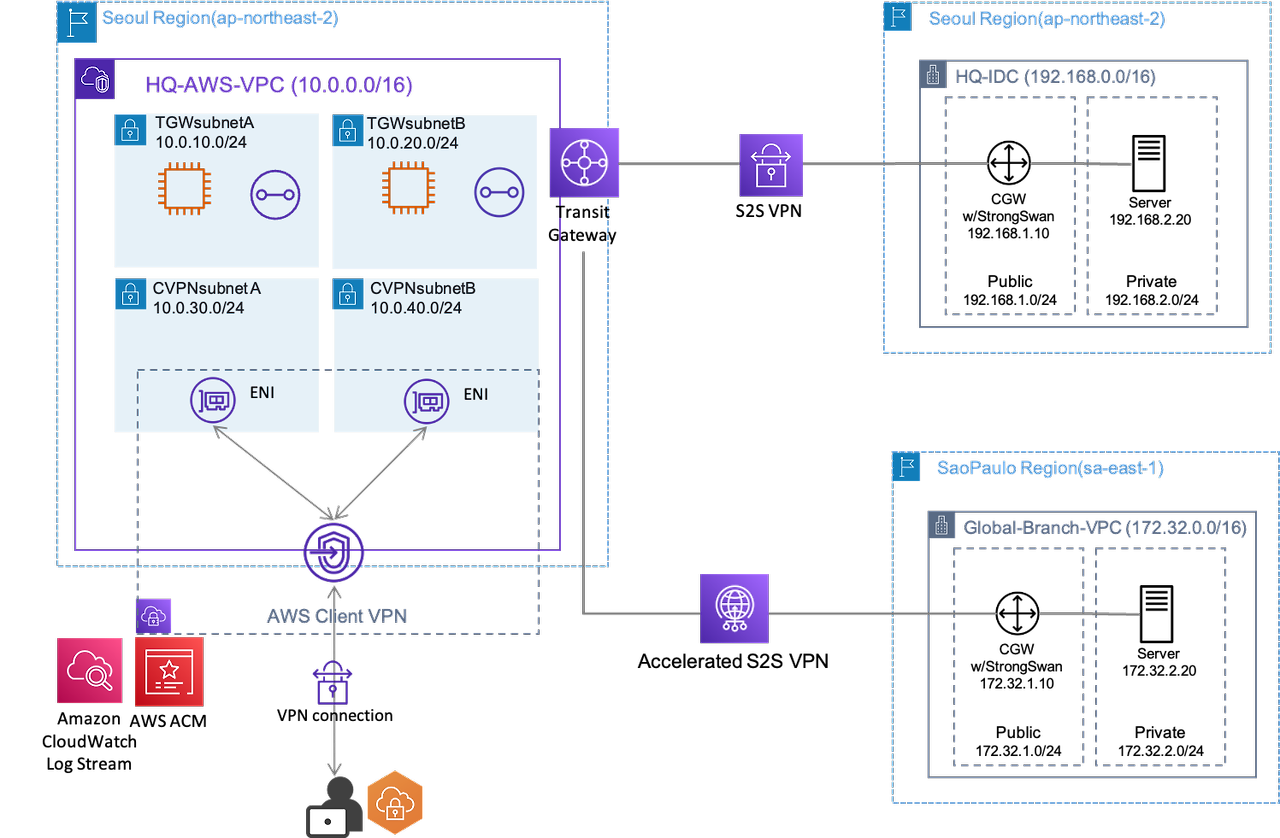 Seoul Region(ap-northeast-2)
HQ-AWS-VPC (10.0.0.0/16)
TGWsubnetA
10.0.10.0/24
TGWsubnetB
10.0.20.0/24
CVPNsubnetA
10.0.30.0/24
CVPNsubnetB
10.0.40.0/24
ENI
ENI
AWS Client VPN
Amazon
CloudWatch
Log Stream
AWS ACM
VPN connection
Transit
Gateway
S2S VPN
Accelerated S2S VPN
Seoul Region(ap-northeast-2)
HQ-IDC (192.168.0.0/16)
CGW
w/StrongSwan
192.168.1.10
Public
192.168.1.0/24
Server
192.168.2.20
Private
192.168.2.0/24
SaoPaulo Region(sa-east-1)
Global-Branch-VPC (172.32.0.0/16)
CGW
w/StrongSwan
172.32.1.10
Public
172.32.1.0/24
Server
172.32.2.20
Private
172.32.2.0/24